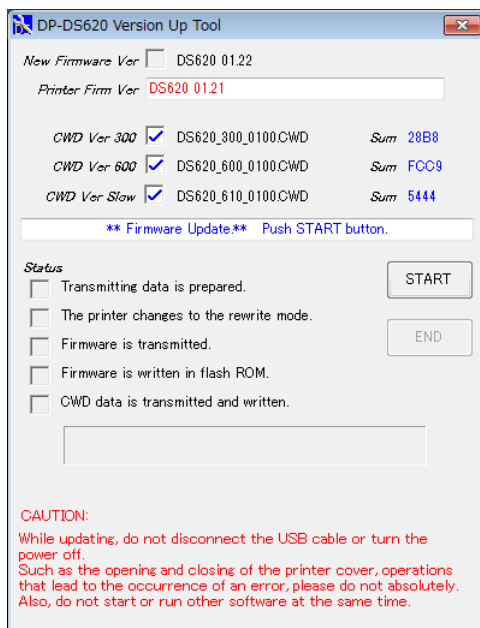 DP-DS620 Version Up Tool
New Firmware Ver DS620 01.22
Printer Firm Ver DS620 01.21
CWD Ver 300 DS620_300_0100.CWD Sum 28B8
CWD Ver 600 DS620_600_0100.CWD Sum FCC9
CWD Ver Slow DS620_610_0100.CWD Sum 5444
** Firmware Update.** Push START button.
Status
Transmitting data is prepared.
START
The printer changes to the rewrite mode.
Firmware is transmitted.
END
Firmware is written in flash ROM.
CWD data is transmitted and written.
CAUTION:
While updating, do not disconnect the USB cable or turn the
power off.
Such as the opening and closing of the printer cover, operations
that lead to the occurrence of an error, please do not absolutely.
Also, do not start or run other software at the same time.